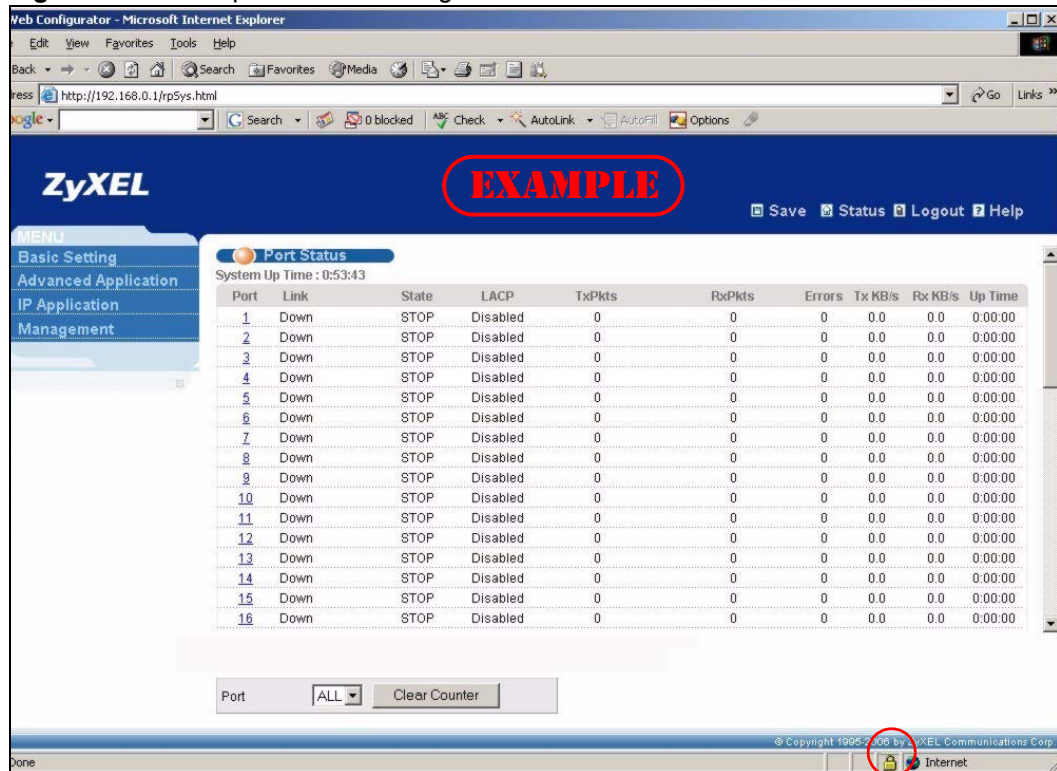 Web Configurator - Microsoft Internet Explorer
Edit View Favorites Tools Help
Back Search Favorites Media
http://192.168.0.1/rpSys.html Go Links »
Search 0 blocked ABC Check AutoLink AutoFill Options
ZyXEL
EXAMPLE
Save Status Logout Help
MENU
Basic Setting
Advanced Application
IP Application
Management
Port Status
System Up Time : 0:53:43
Port Link State LACP TxPkts RxPkts Errors Tx KB/s Rx KB/s Up Time
1 Down STOP Disabled 0 0 0 0.0 0.0 0:00:00
2 Down STOP Disabled 0 0 0 0.0 0.0 0:00:00
3 Down STOP Disabled 0 0 0 0.0 0.0 0:00:00
4 Down STOP Disabled 0 0 0 0.0 0.0 0:00:00
5 Down STOP Disabled 0 0 0 0.0 0.0 0:00:00
6 Down STOP Disabled 0 0 0 0.0 0.0 0:00:00
7 Down STOP Disabled 0 0 0 0.0 0.0 0:00:00
8 Down STOP Disabled 0 0 0 0.0 0.0 0:00:00
9 Down STOP Disabled 0 0 0 0.0 0.0 0:00:00
10 Down STOP Disabled 0 0 0 0.0 0.0 0:00:00
11 Down STOP Disabled 0 0 0 0.0 0.0 0:00:00
12 Down STOP Disabled 0 0 0 0.0 0.0 0:00:00
13 Down STOP Disabled 0 0 0 0.0 0.0 0:00:00
14 Down STOP Disabled 0 0 0 0.0 0.0 0:00:00
15 Down STOP Disabled 0 0 0 0.0 0.0 0:00:00
16 Down STOP Disabled 0 0 0 0.0 0.0 0:00:00
Port ALL Clear Counter
© Copyright 1995-2006 by ZyXEL Communications Corp.
Done Internet